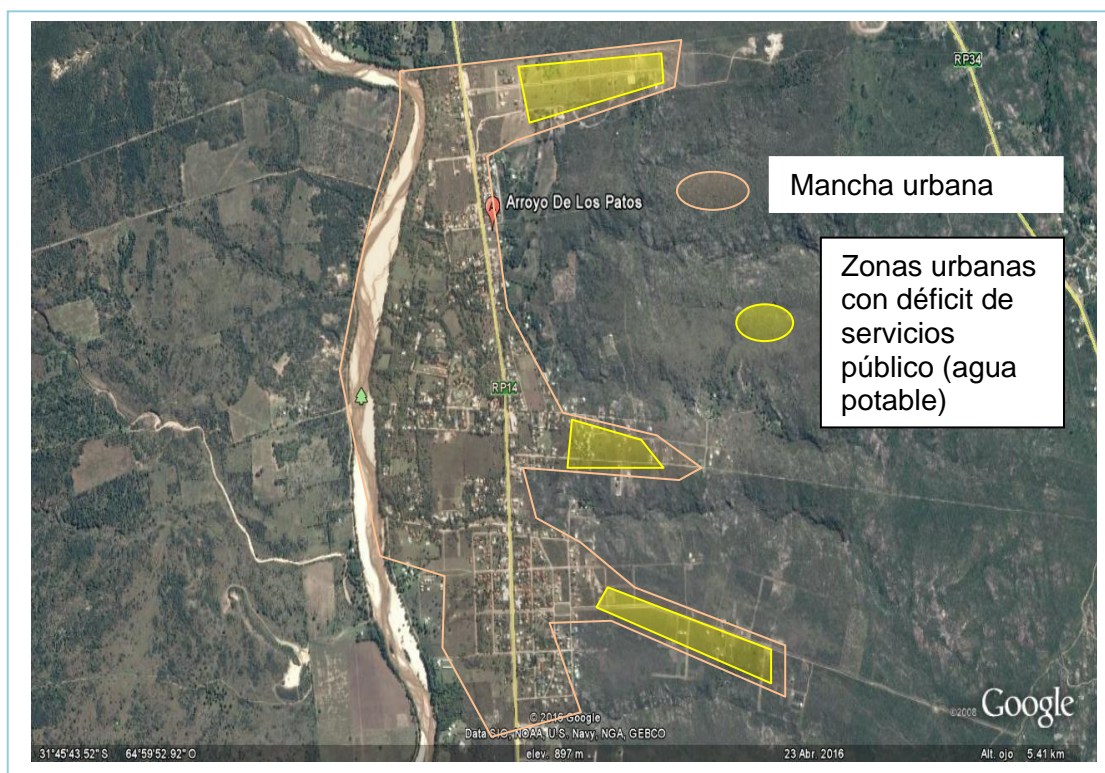 RP34
Mancha urbana
Arroyo De Los Patos
Zonas urbanas
con déficit de
servicios
público (agua
potable)
RP14
© 2016 Google
Data SIO, NOAA, U.S. Navy, NGA, GEBCO
©2008 Google
31°45'43.52" S 64°59'52.92" O elev. 897 m 23 Abr. 2016 Alt. ojo 5.41 km